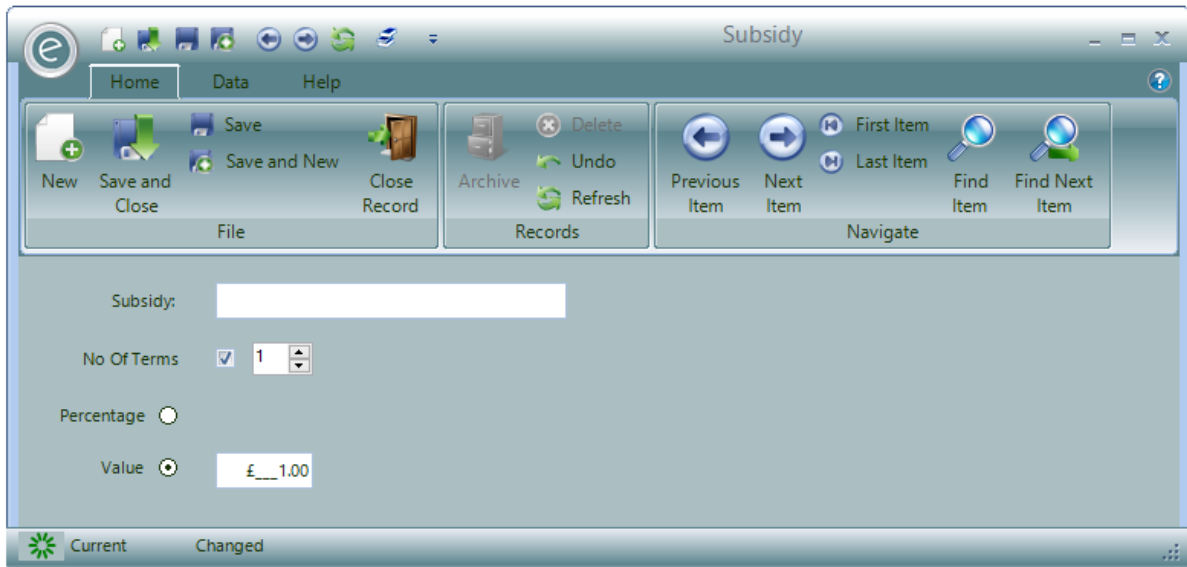 e
Subsidy
Home Data Help
New
Save and Close
Save
Save and New
Close Record
File
Archive
Delete
Undo
Refresh
Records
Previous Item
Next Item
First Item
Last Item
Find Item
Find Next Item
Navigate
Subsidy:
No Of Terms 1
Percentage
Value £___1.00
Current Changed